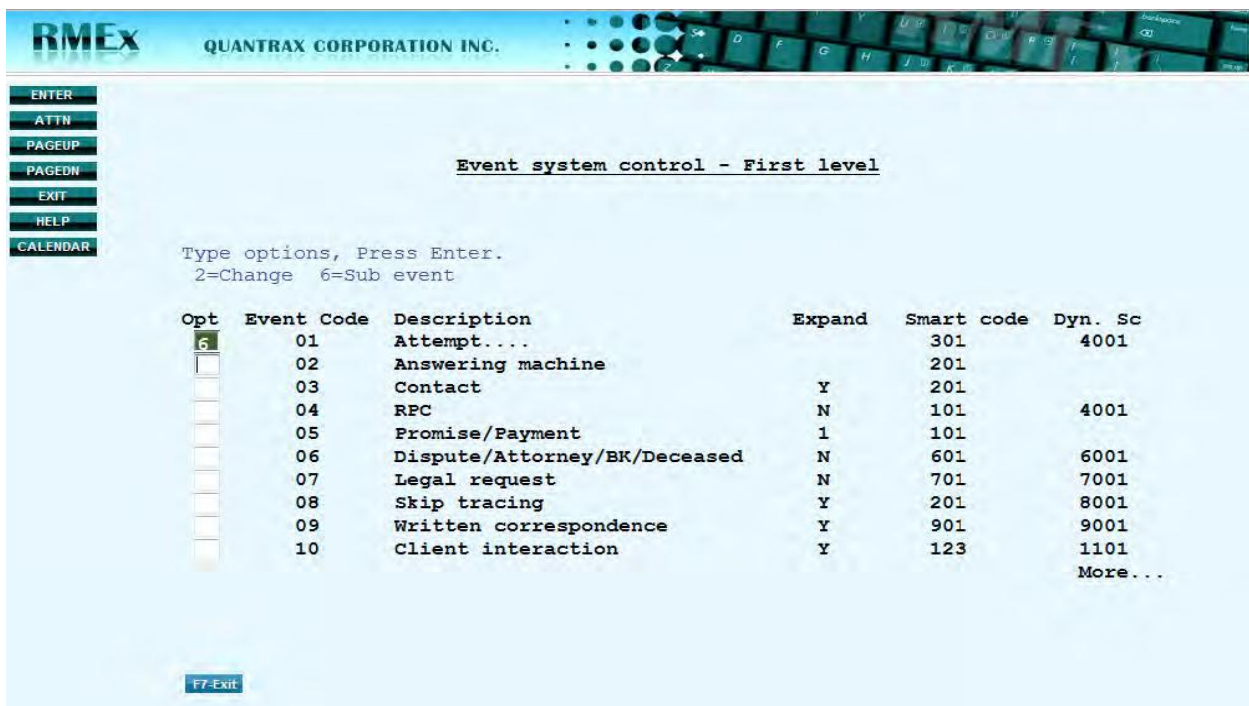 RMEx QUANTRAX CORPORATION INC.
ENTER
ATTN
PAGEUP
PAGEDN
EXIT
HELP
CALENDAR
Event system control - First level
Type options, Press Enter.
2=Change 6=Sub event
Opt Event Code Description Expand Smart code Dyn. Sc
6 01 Attempt.... 301 4001
02 Answering machine 201
03 Contact Y 201
04 RPC N 101 4001
05 Promise/Payment 1 101
06 Dispute/Attorney/BK/Deceased N 601 6001
07 Legal request N 701 7001
08 Skip tracing Y 201 8001
09 Written correspondence Y 901 9001
10 Client interaction Y 123 1101
More...
F7-Exit